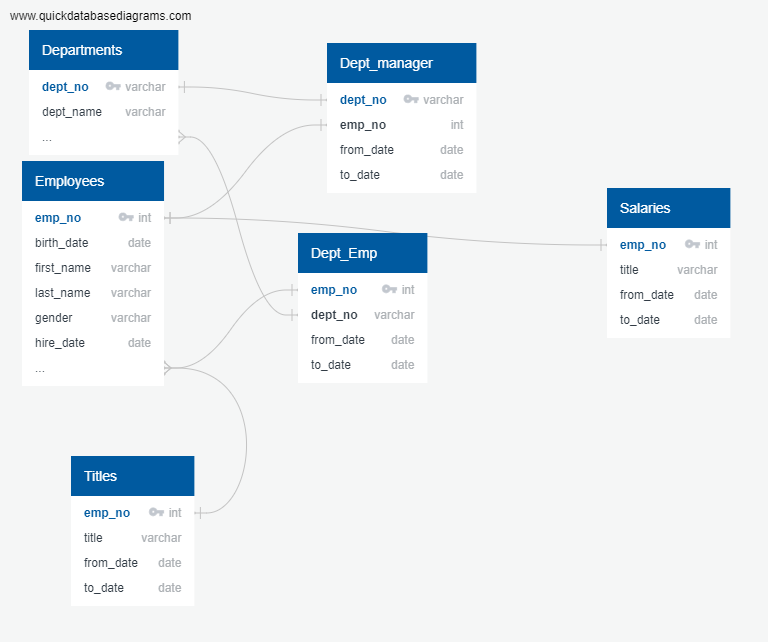 www.quickdatabasediagrams.com
Departments
dept_no varchar
dept_name varchar
...
Dept_manager
dept_no varchar
emp_no int
from_date date
to_date date
Employees
emp_no int
birth_date date
first_name varchar
last_name varchar
gender varchar
hire_date date
...
Salaries
emp_no int
title varchar
from_date date
to_date date
Dept_Emp
emp_no int
dept_no varchar
from_date date
to_date date
Titles
emp_no int
title varchar
from_date date
to_date date